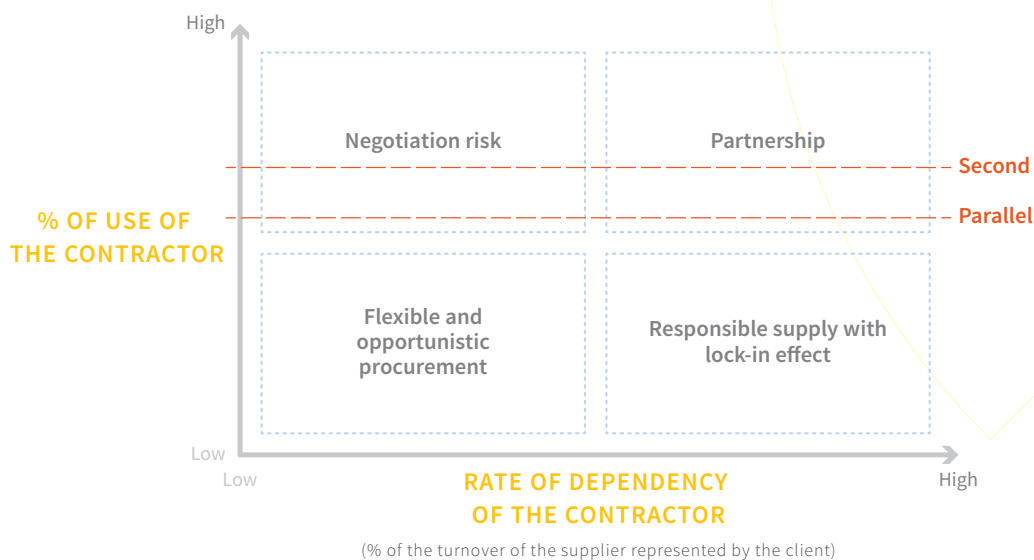 High
Negotiation risk
Partnership
Second
Parallel
% OF USE OF
THE CONTRACTOR
Flexible and
opportunistic
procurement
Responsible supply with
lock-in effect
Low
Low
High
RATE OF DEPENDENCY
OF THE CONTRACTOR
(% of the turnover of the supplier represented by the client)